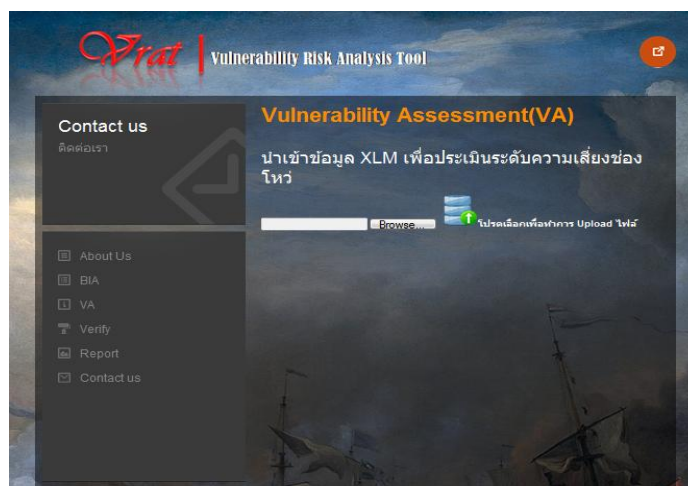 Vrat
Vulnerability Risk Analysis Tool
Contact us
ติดต่อเรา
About Us
BIA
VA
Verify
Report
Contact us
Vulnerability Assessment(VA)
นำเข้าข้อมูล XLM เพื่อประเมินระดับความเสี่ยงช่อง
โหว่
Browse...
โปรดเลือกเพื่อทำการ Upload ไฟล์